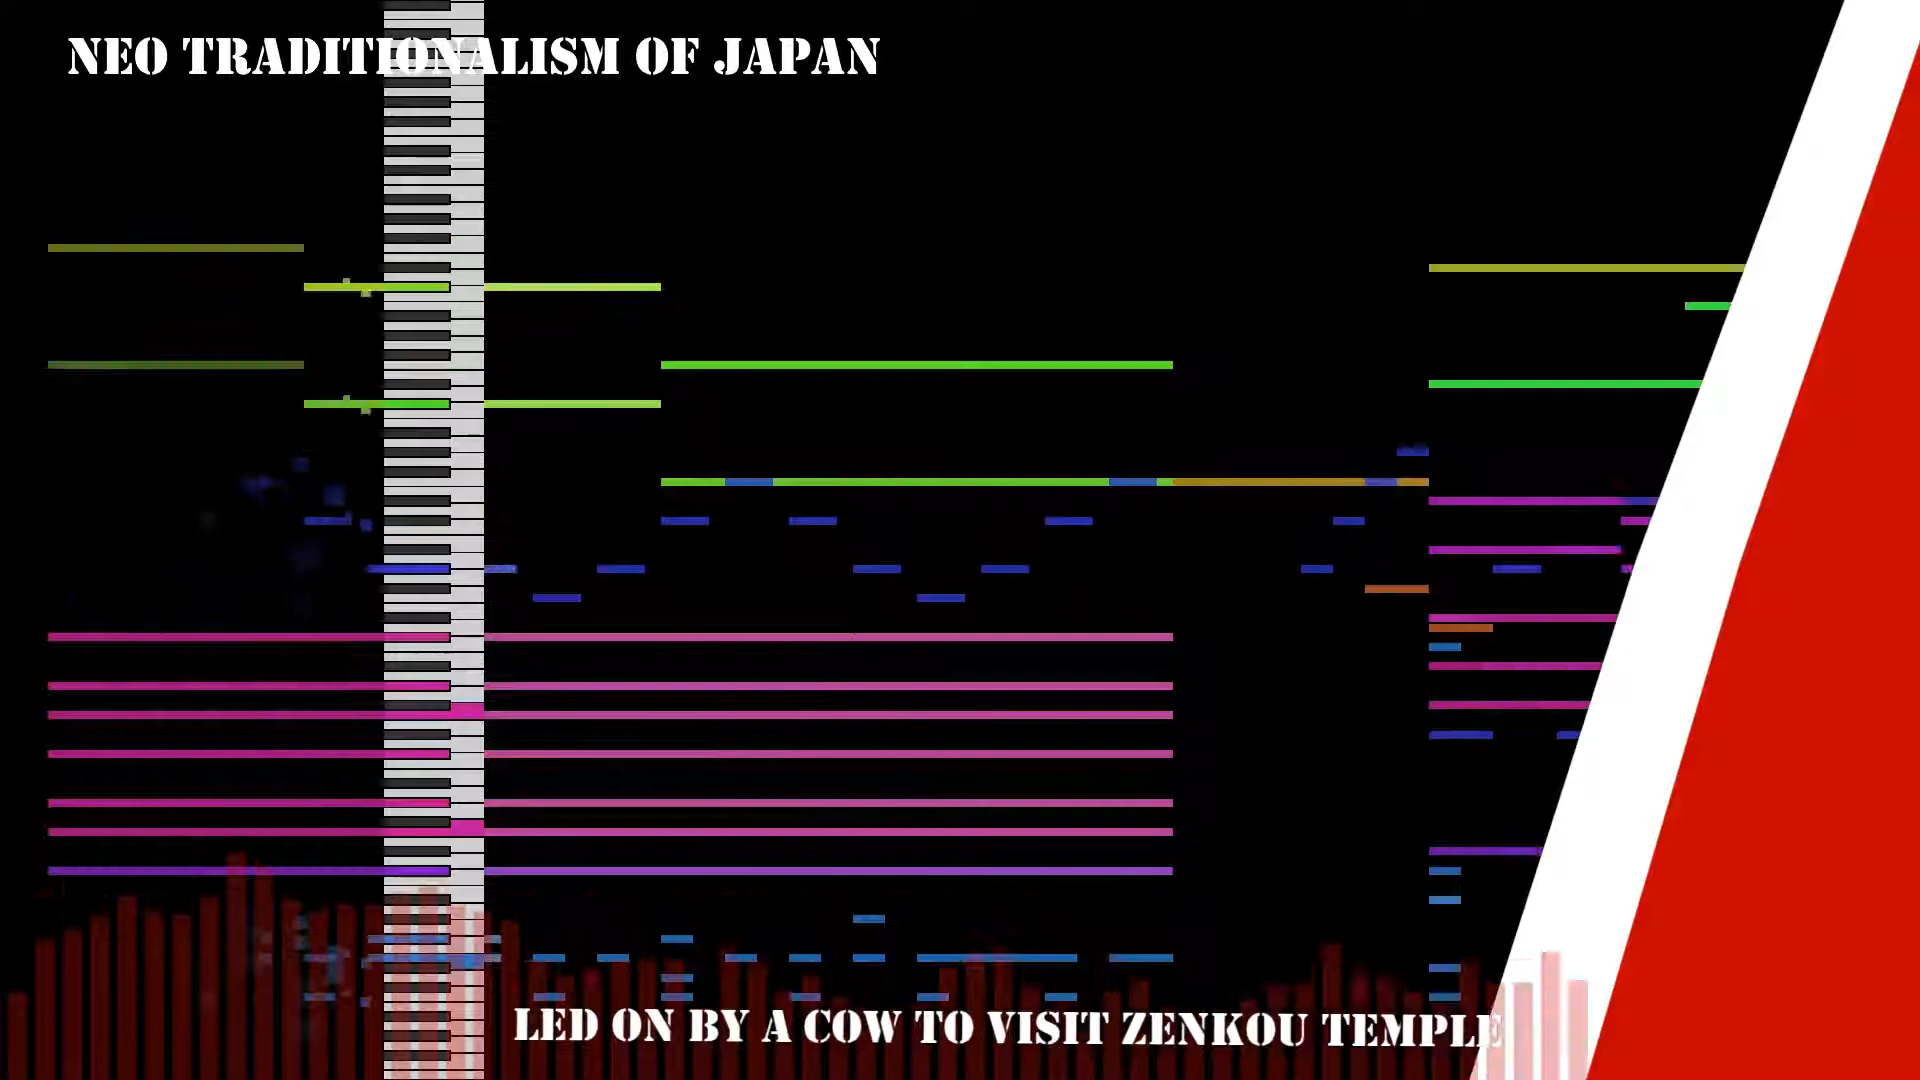 NEO TRADITIONALISM OF JAPAN
LED ON BY A COW TO VISIT ZENKOU TEMPLE